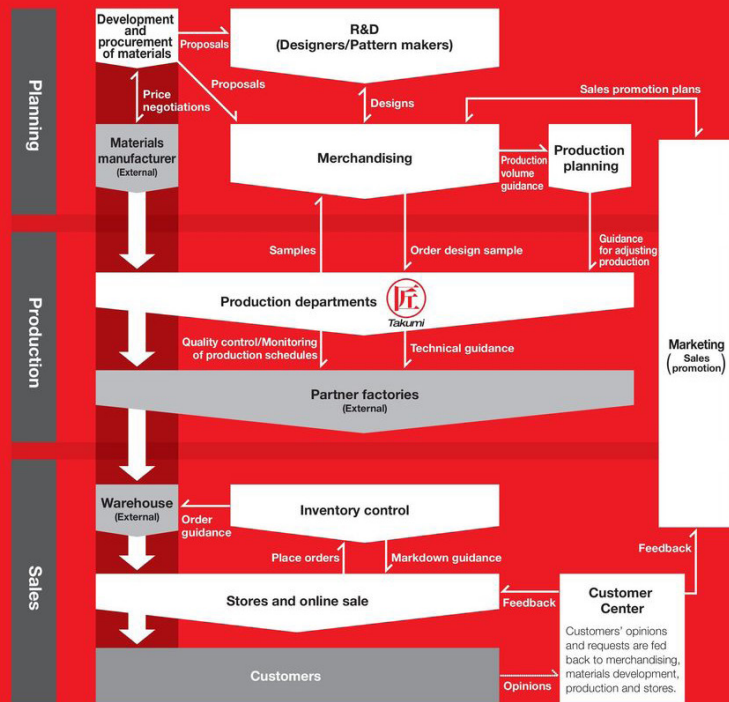 Planning
Development
and
procurement
of materials
Proposals
R&D
(Designers/Pattern makers)
Proposals
Price
negotiations
Designs
Sales promotion plans
Materials
manufacturer
(External)
Merchandising
Production
volume
guidance
Production
planning
Samples
Order design sample
Guidance
for adjusting
production
Production
Production departments
匠
Takumi
Quality control/Monitoring
of production schedules
Technical guidance
Marketing
(Sales
promotion)
Partner factories
(External)
Sales
Warehouse
(External)
Order
guidance
Inventory control
Place orders
Markdown guidance
Feedback
Stores and online sale
Feedback
Customer
Center
Customers' opinions
and requests are fed
back to merchandising,
materials development,
production and stores.
Customers
Opinions